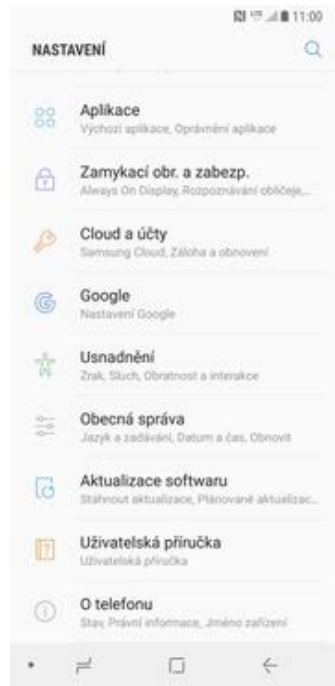 11:00
NASTAVENÍ
Aplikace
Výchozí aplikace, Oprávnění aplikace
Zamykací obr. a zabezp.
Always On Display, Rozpoznávání obličeje,...
Cloud a účty
Samsung Cloud, Záloha a obnovení
Google
Nastavení Google
Usnadnění
Zrak, Sluch, Obratnost a interakce
Obecná správa
Jazyk a zadávání, Datum a čas, Obnovit
Aktualizace softwaru
Stáhnout aktualizace, Plánované aktualizac...
Uživatelská příručka
Uživatelská příručka
O telefonu
Stav, Právní informace, Jméno zařízení